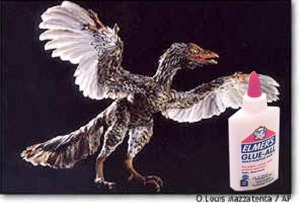 ELMER'S
GLUE-ALL
O.Louis Mazzatenta / AP